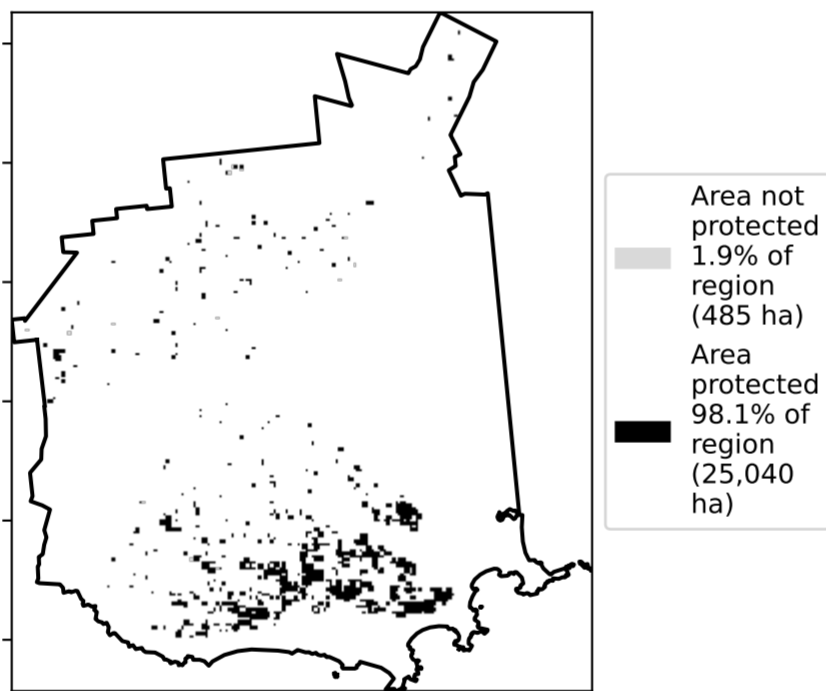 Area not
protected
1.9% of
region
(485 ha)
Area
protected
98.1% of
region
(25,040
ha)